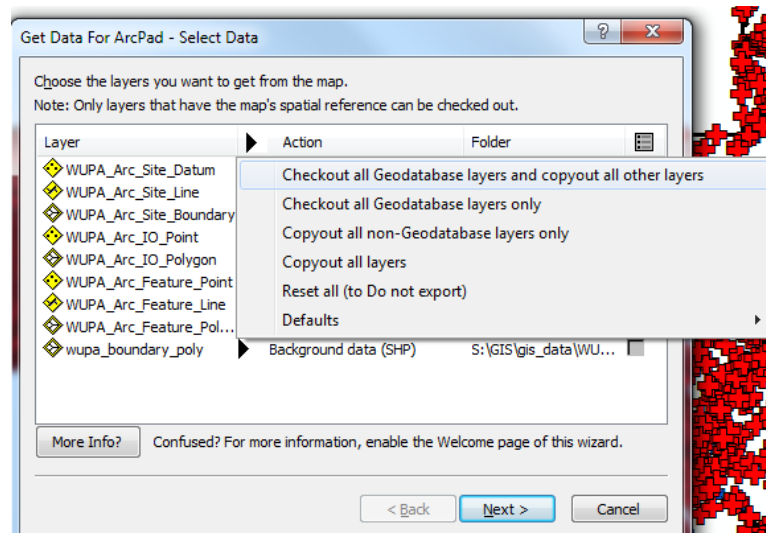 Get Data For ArcPad - Select Data
Choose the layers you want to get from the map.
Note: Only layers that have the map's spatial reference can be checked out.
Layer Action Folder
WUPA_Arc_Site_Datum
WUPA_Arc_Site_Line
WUPA_Arc_Site_Boundary
WUPA_Arc_IO_Point
WUPA_Arc_IO_Polygon
WUPA_Arc_Feature_Point
WUPA_Arc_Feature_Line
WUPA_Arc_Feature_Pol...
wupa_boundary_poly Background data (SHP) S:\GIS\gis_data\WU...
Checkout all Geodatabase layers and copyout all other layers
Checkout all Geodatabase layers only
Copyout all non-Geodatabase layers only
Copyout all layers
Reset all (to Do not export)
Defaults
More Info? Confused? For more information, enable the Welcome page of this wizard.
< Back Next > Cancel